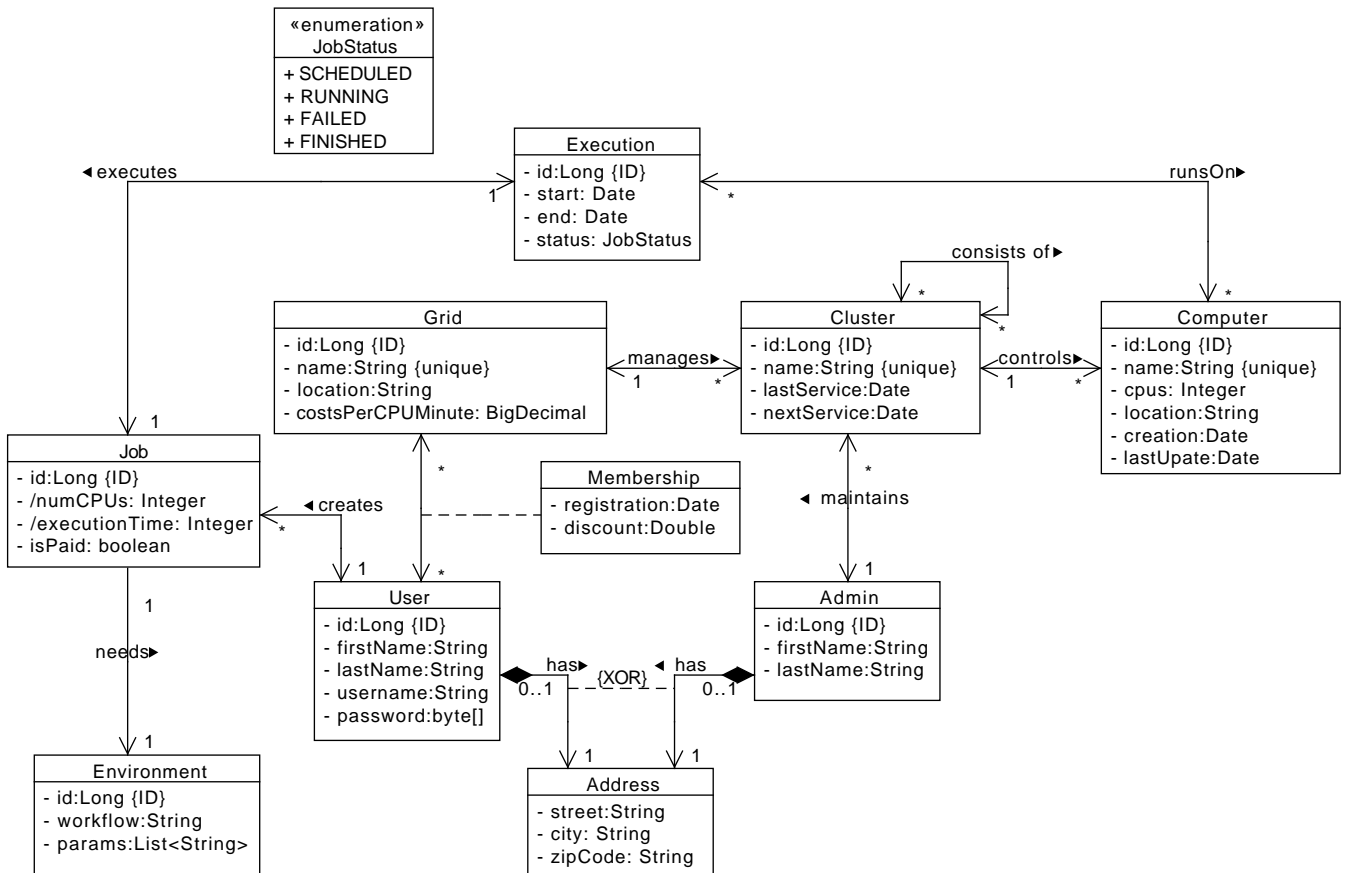 «enumeration»
JobStatus
+ SCHEDULED
+ RUNNING
+ FAILED
+ FINISHED
Execution
- id:Long {ID}
- start: Date
- end: Date
- status: JobStatus
◄ executes
1
1
runsOn►
*
*
consists of►
*
*
Grid
- id:Long {ID}
- name:String {unique}
- location:String
- costsPerCPUMinute: BigDecimal
manages►
1
*
Cluster
- id:Long {ID}
- name:String {unique}
- lastService:Date
- nextService:Date
controls►
1
*
Computer
- id:Long {ID}
- name:String {unique}
- cpus: Integer
- location:String
- creation:Date
- lastUpate:Date
Job
- id:Long {ID}
- /numCPUs: Integer
- /executionTime: Integer
- isPaid: boolean
◄ creates
*
1
*
*
Membership
- registration:Date
- discount:Double
*
◄ maintains
1
User
- id:Long {ID}
- firstName:String
- lastName:String
- username:String
- password:byte[]
Admin
- id:Long {ID}
- firstName:String
- lastName:String
1
needs►
1
has►
0..1
{XOR}
◄ has
0..1
1
1
Environment
- id:Long {ID}
- workflow:String
- params:List<String>
Address
- street:String
- city: String
- zipCode: String